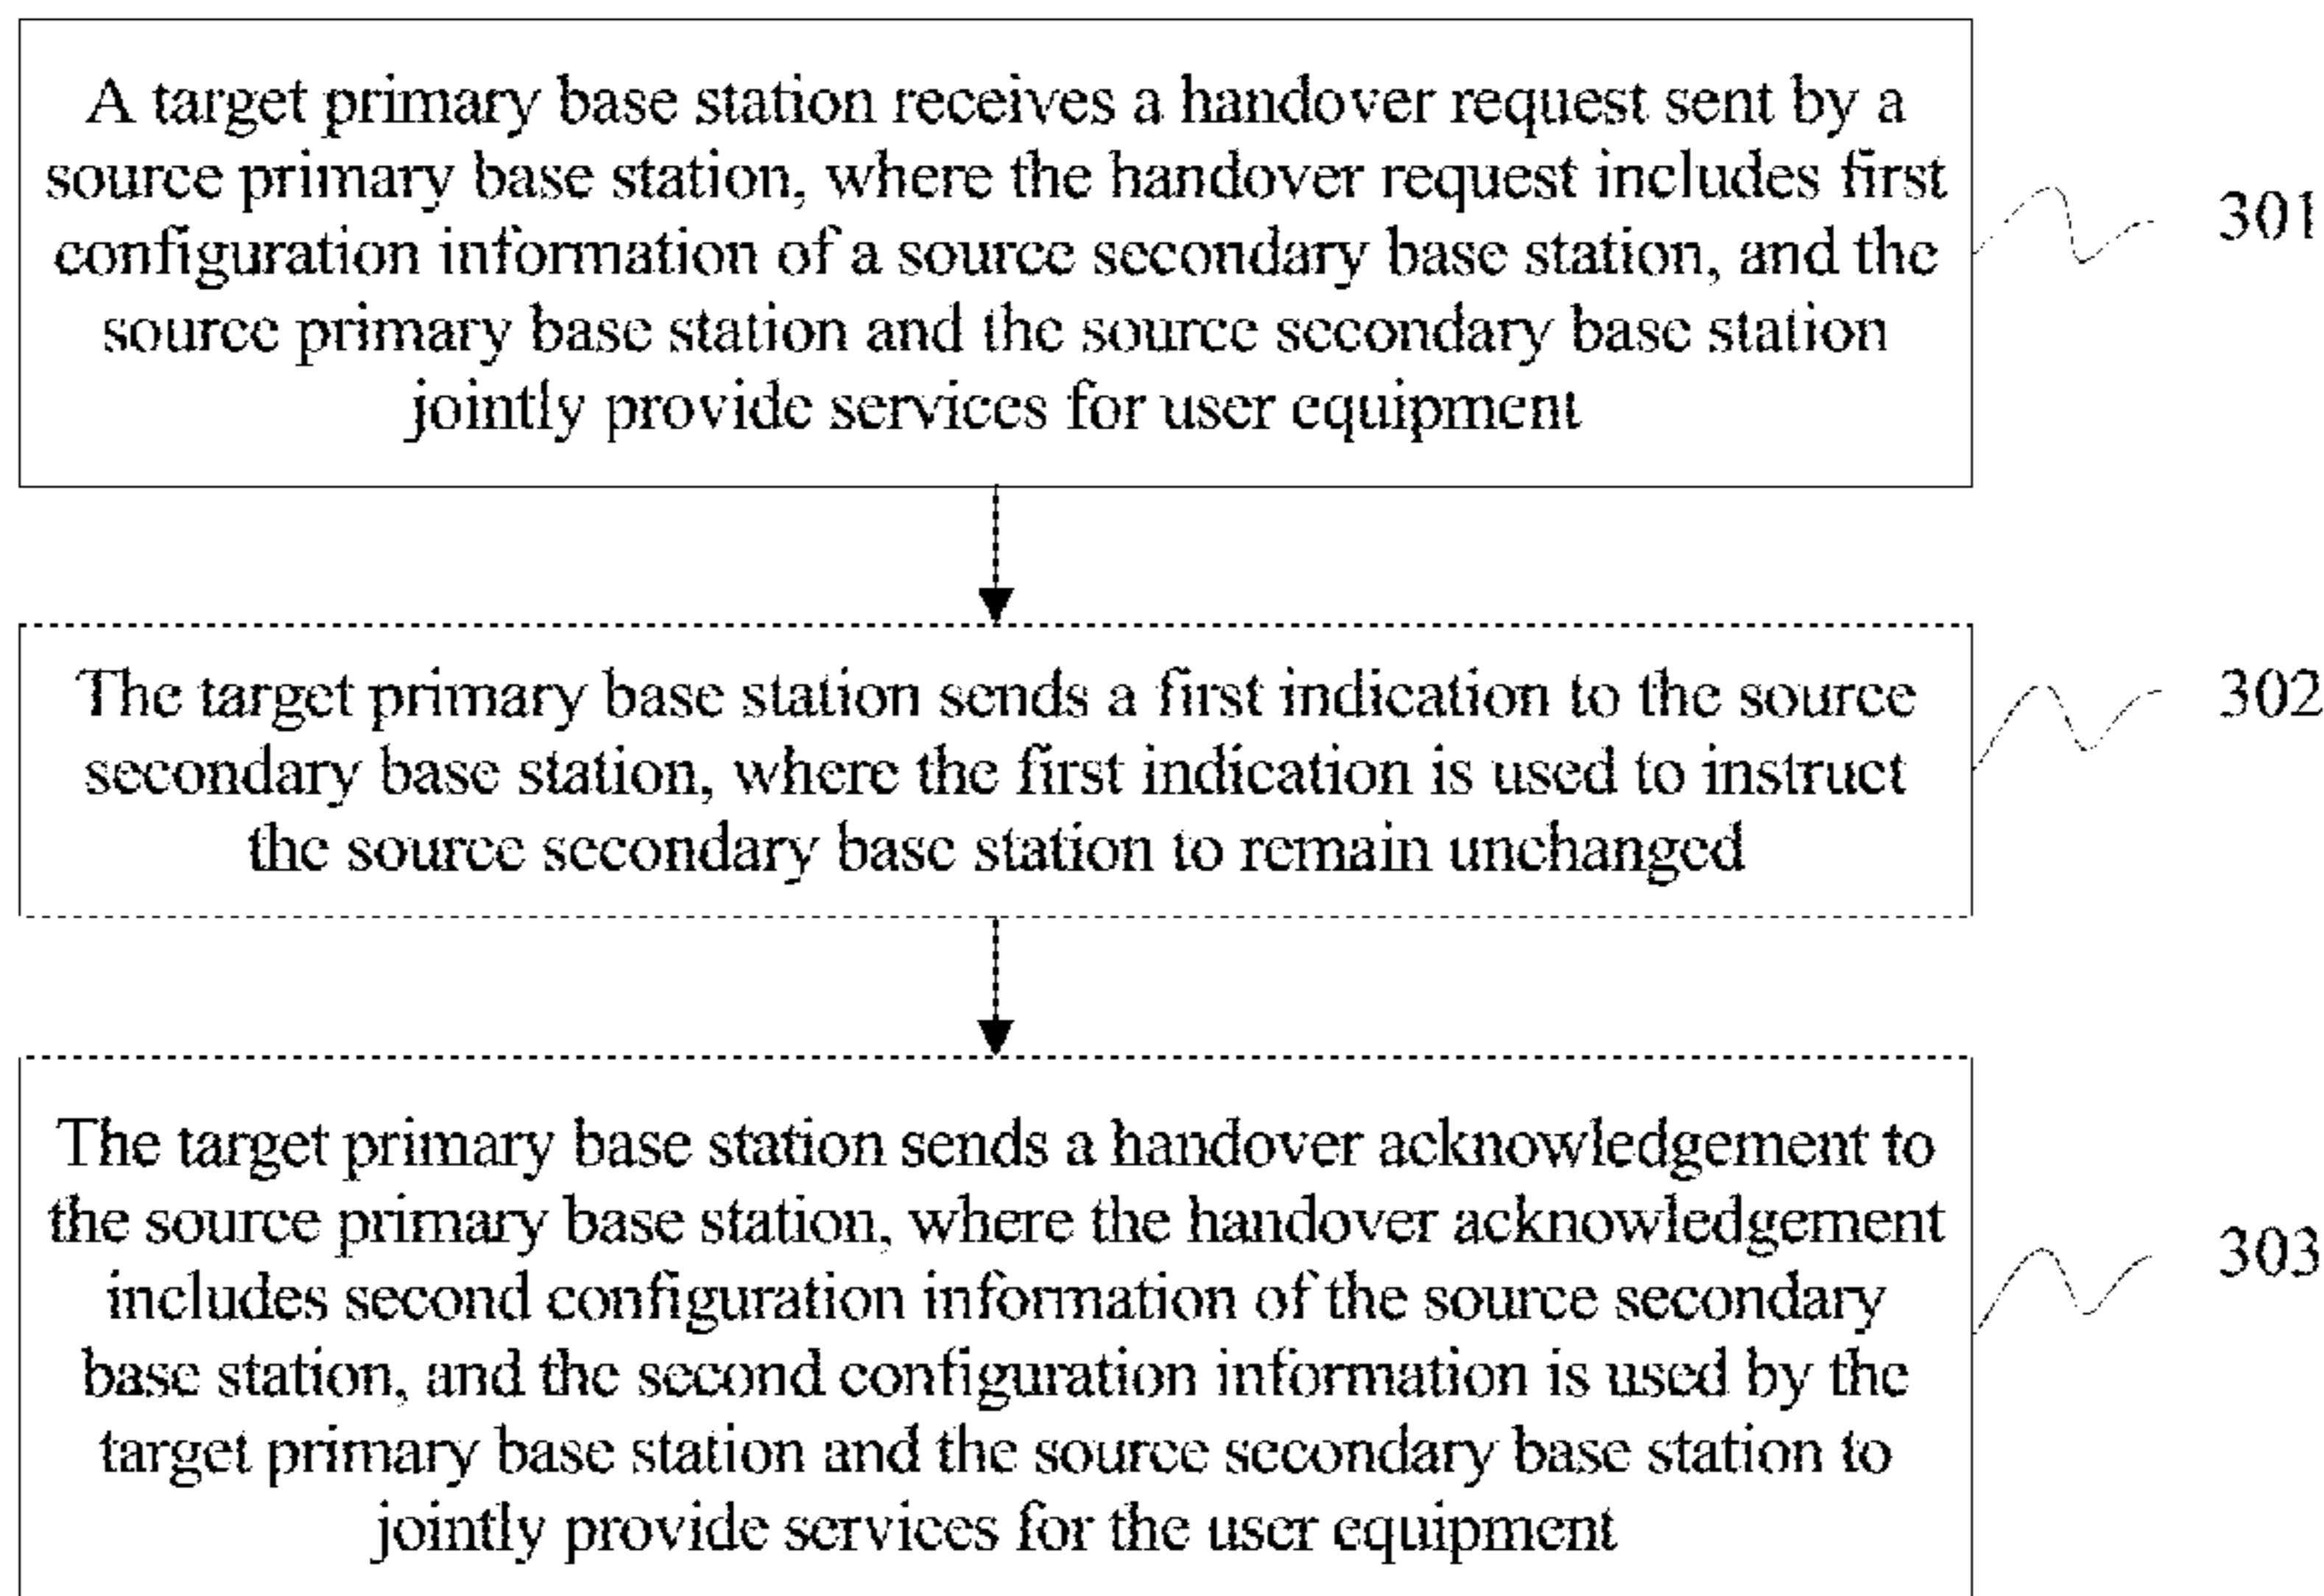 A target primary base station receives a handover request sent by a
source primary base station, where the handover request includes first
configuration information of a source secondary base station, and the
source primary base station and the source secondary base station
jointly provide services for user equipment
301
The target primary base station sends a first indication to the source
secondary base station, where the first indication is used to instruct
the source secondary base station to remain unchanged
302
The target primary base station sends a handover acknowledgement to
the source primary base station, where the handover acknowledgement
includes second configuration information of the source secondary
base station, and the second configuration information is used by the
target primary base station and the source secondary base station to
jointly provide services for the user equipment
303